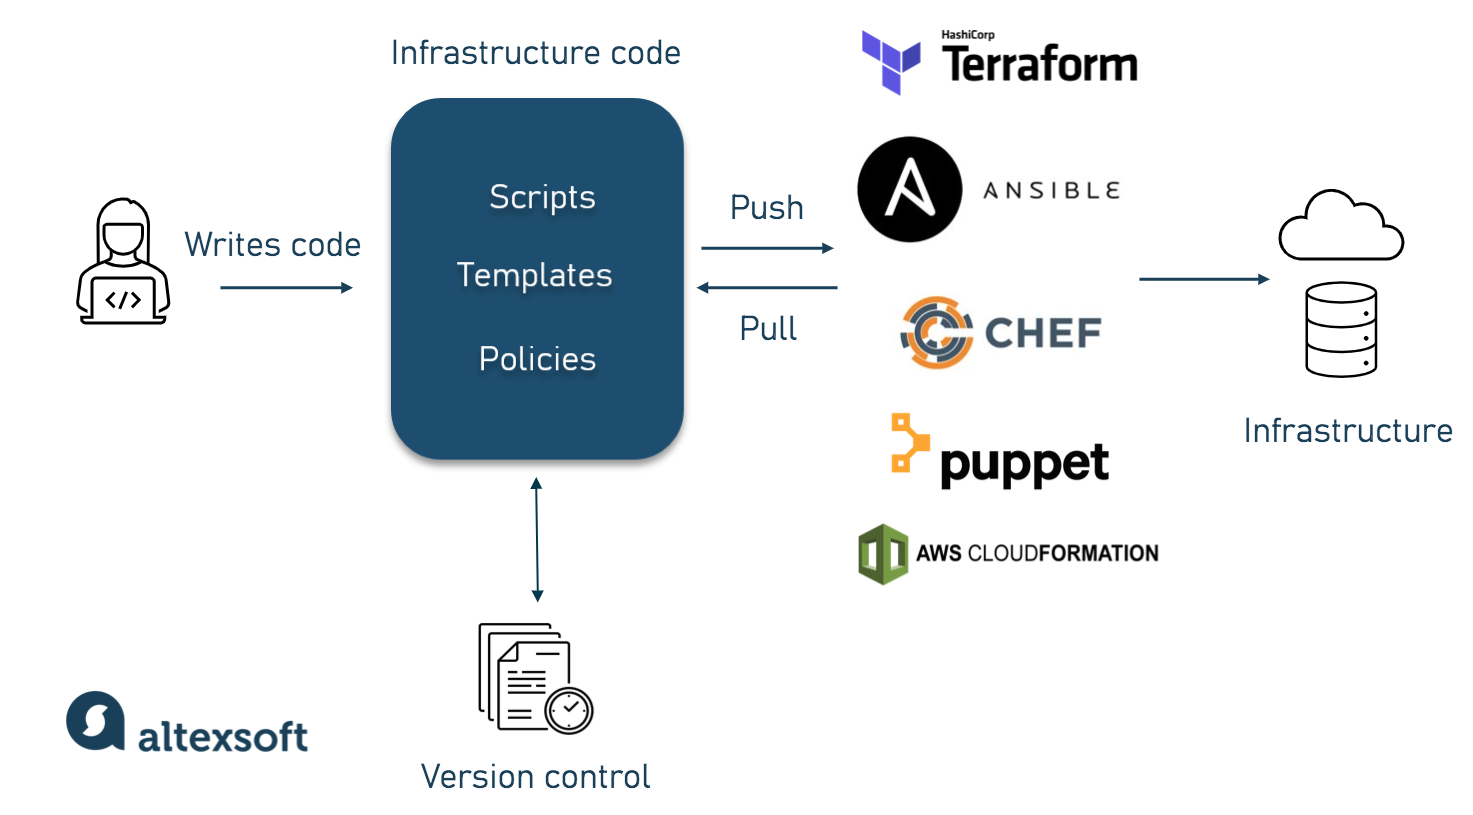 Infrastructure code
HashiCorp
Terraform
Scripts
ANSIBLE
Push
Writes code
</>
Templates
Pull
CHEF
Policies
Infrastructure
puppet
AWS CLOUDFORMATION
altexsoft
Version control